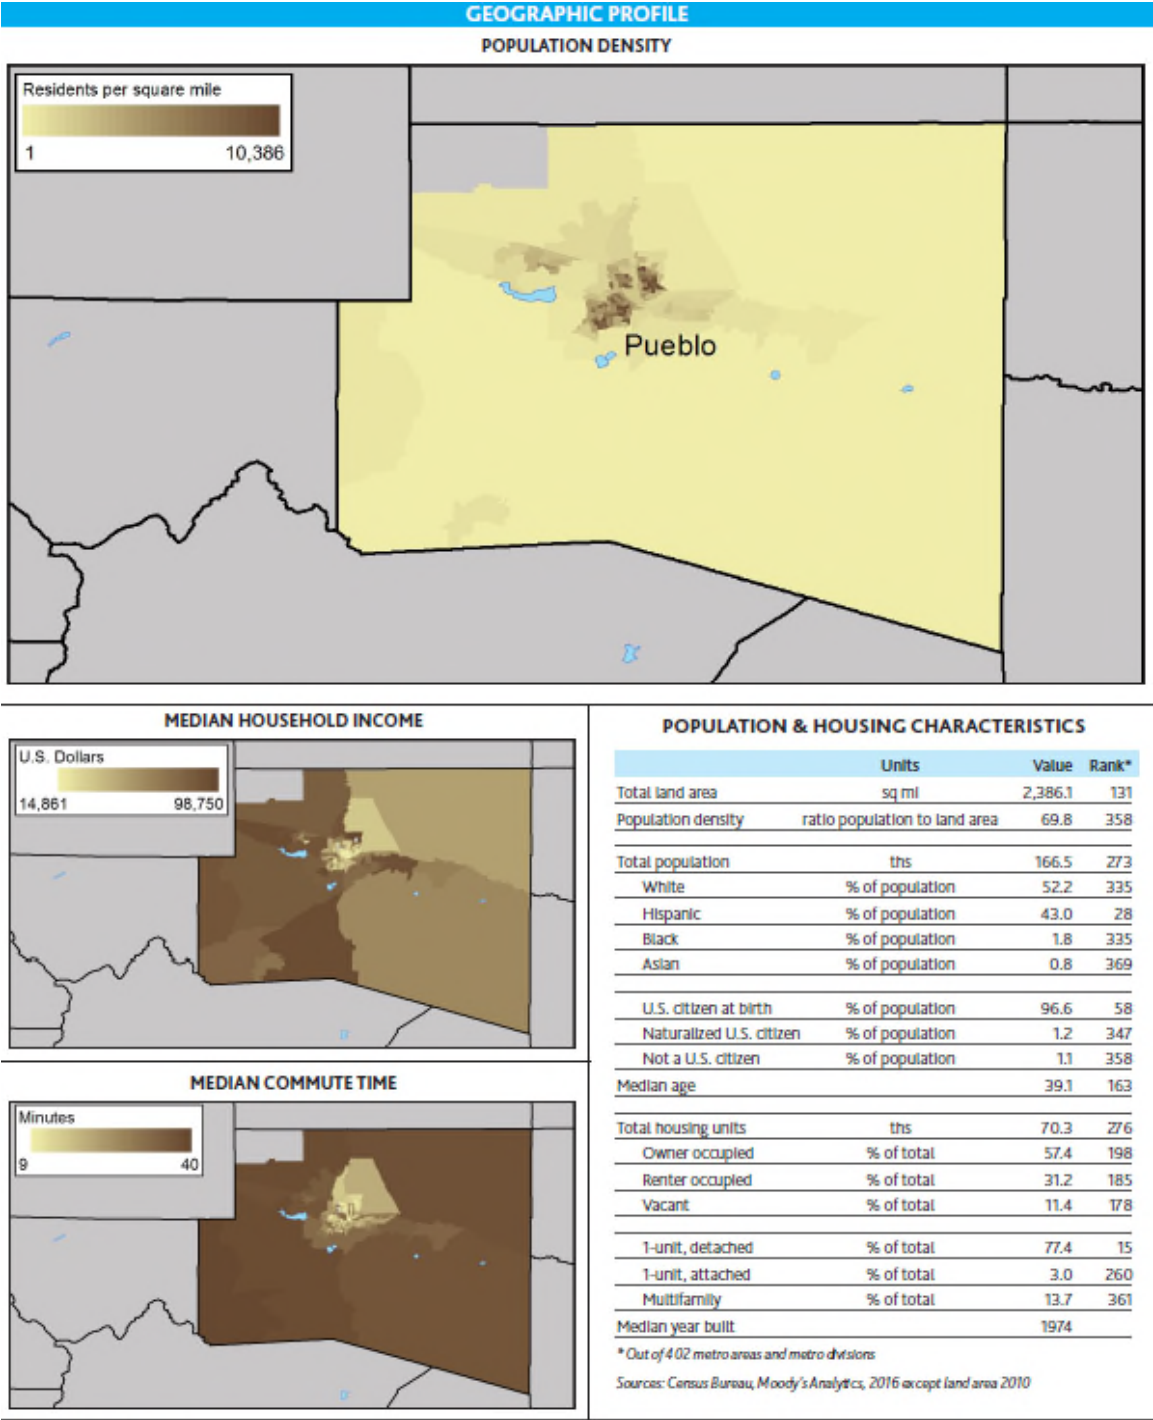 GEOGRAPHIC PROFILE
POPULATION DENSITY
Residents per square mile
1 10,386
Pueblo
MEDIAN HOUSEHOLD INCOME
U.S. Dollars
14,861 98,750
MEDIAN COMMUTE TIME
Minutes
9 40
POPULATION & HOUSING CHARACTERISTICS
Units Value Rank*
Total land area sq mi 2,386.1 131
Population density ratio population to land area 69.8 358
Total population ths 166.5 273
White % of population 52.2 335
Hispanic % of population 43.0 28
Black % of population 1.8 335
Asian % of population 0.8 369
U.S. citizen at birth % of population 96.6 58
Naturalized U.S. citizen % of population 1.2 347
Not a U.S. citizen % of population 1.1 358
Median age 39.1 163
Total housing units ths 70.3 276
Owner occupied % of total 57.4 198
Renter occupied % of total 31.2 185
Vacant % of total 11.4 178
1-unit, detached % of total 77.4 15
1-unit, attached % of total 3.0 260
Multifamily % of total 13.7 361
Median year built 1974
* Out of 402 metro areas and metro divisions
Sources: Census Bureau, Moody's Analytics, 2016 except land area 2010